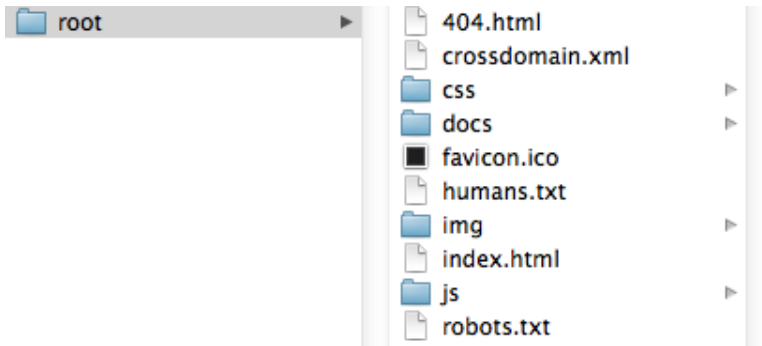 root
404.html
crossdomain.xml
css
docs
favicon.ico
humans.txt
img
index.html
js
robots.txt